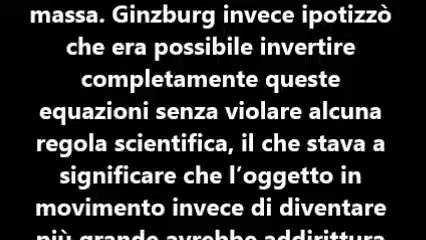 massa. Ginzburg invece ipotizzò
che era possibile invertire
completamente queste
equazioni senza violare alcuna
regola scientifica, il che stava a
significare che l’oggetto in
movimento invece di diventare
più grande avrebbe addirittura